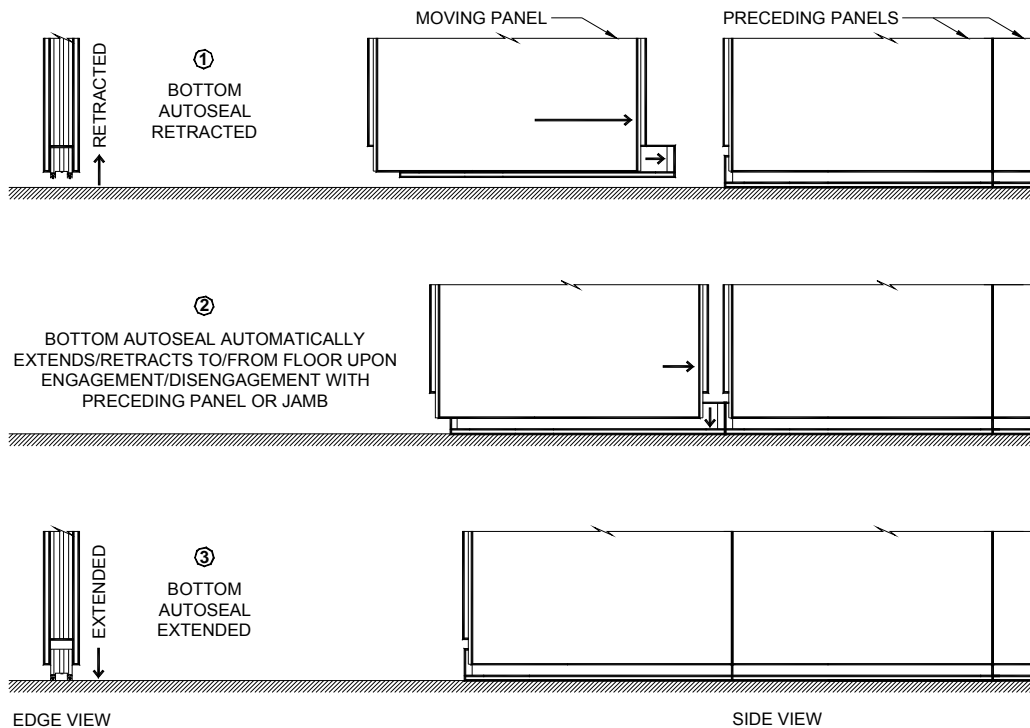 MOVING PANEL
PRECEDING PANELS
RETRACTED
1
BOTTOM
AUTOSEAL
RETRACTED
2
BOTTOM AUTOSEAL AUTOMATICALLY
EXTENDS/RETRACTS TO/FROM FLOOR UPON
ENGAGEMENT/DISENGAGEMENT WITH
PRECEDING PANEL OR JAMB
EXTENDED
3
BOTTOM
AUTOSEAL
EXTENDED
EDGE VIEW
SIDE VIEW